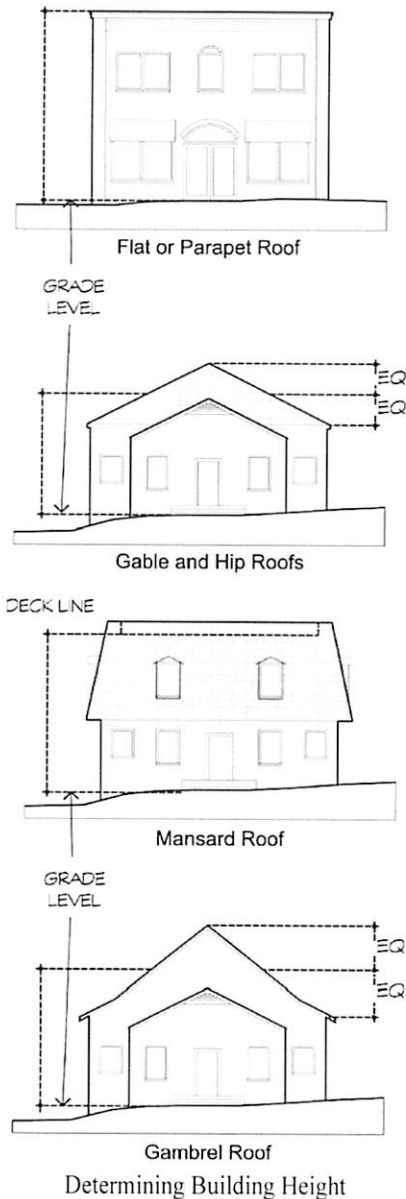 Flat or Parapet Roof
GRADE
LEVEL
EQ
EQ
Gable and Hip Roofs
DECK LINE
Mansard Roof
GRADE
LEVEL
EQ
EQ
Gambrel Roof
Determining Building Height